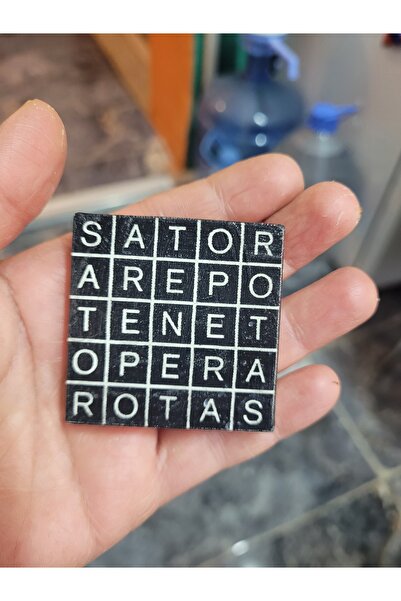 SATOR
AREPO
TENET
OPERA
ROTAS